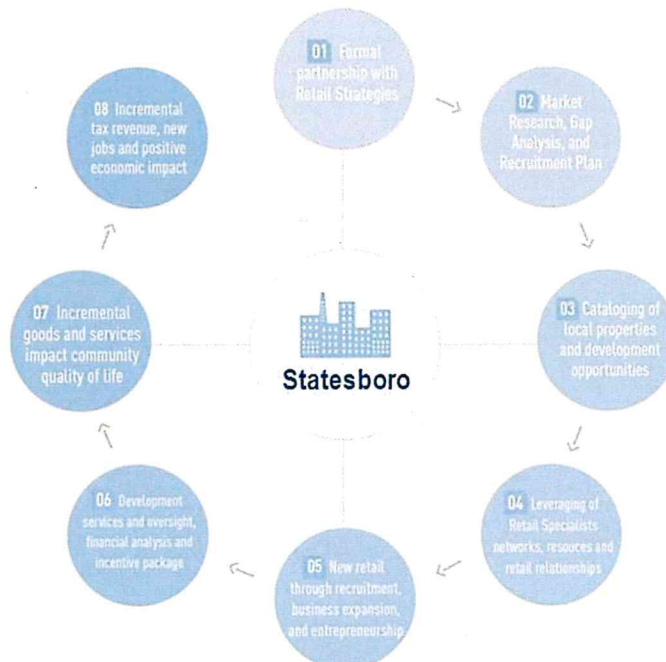 01 Formal
partnership with
Retail Strategies
02 Market
Research, Gap
Analysis, and
Recruitment Plan
03 Cataloging of
local properties
and development
opportunities
04 Leveraging of
Retail Specialists
networks, resouces and
retail relationships
05 New retail
through recruitment,
business expansion,
and entrepreneurship
06 Development
services and oversight,
financial analysis and
incentive package
07 Incremental
goods and services
impact community
quality of life
08 Incremental
tax revenue, new
jobs and positive
economic impact
Statesboro